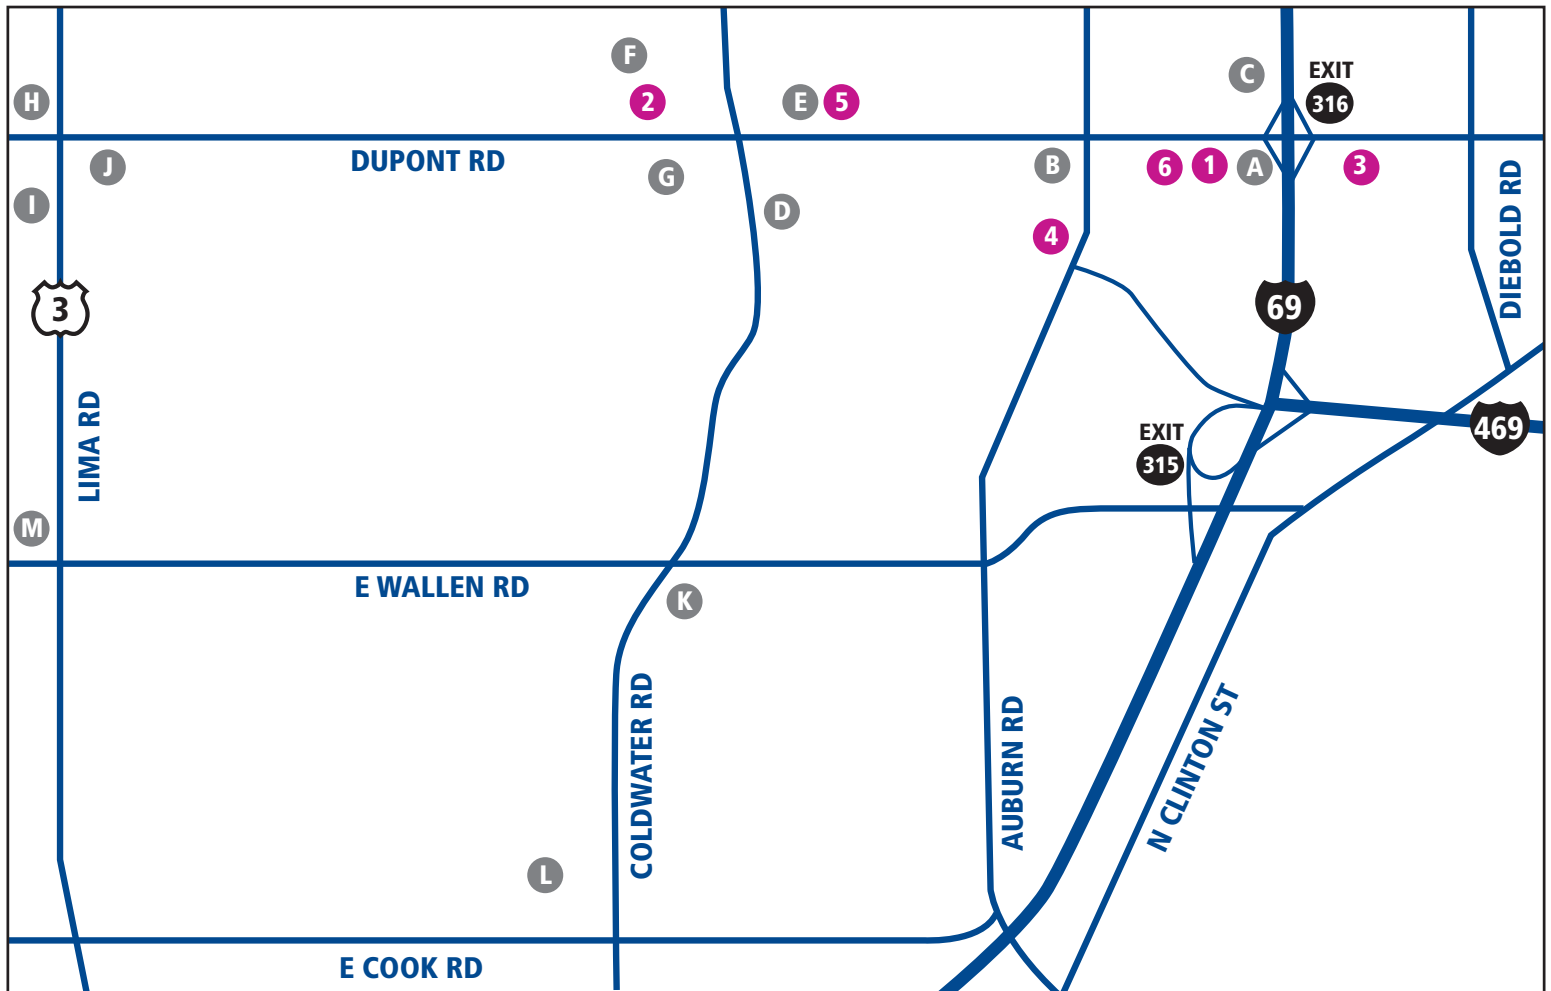 F
C
EXIT
316
H
2
E
5
DUPONT RD
J
G
B
6
1
A
3
I
D
4
DIEBOLD RD
3
69
LIMA RD
EXIT
315
469
M
E WALLEN RD
K
COLDWATER RD
AUBURN RD
N CLINTON ST
L
E COOK RD